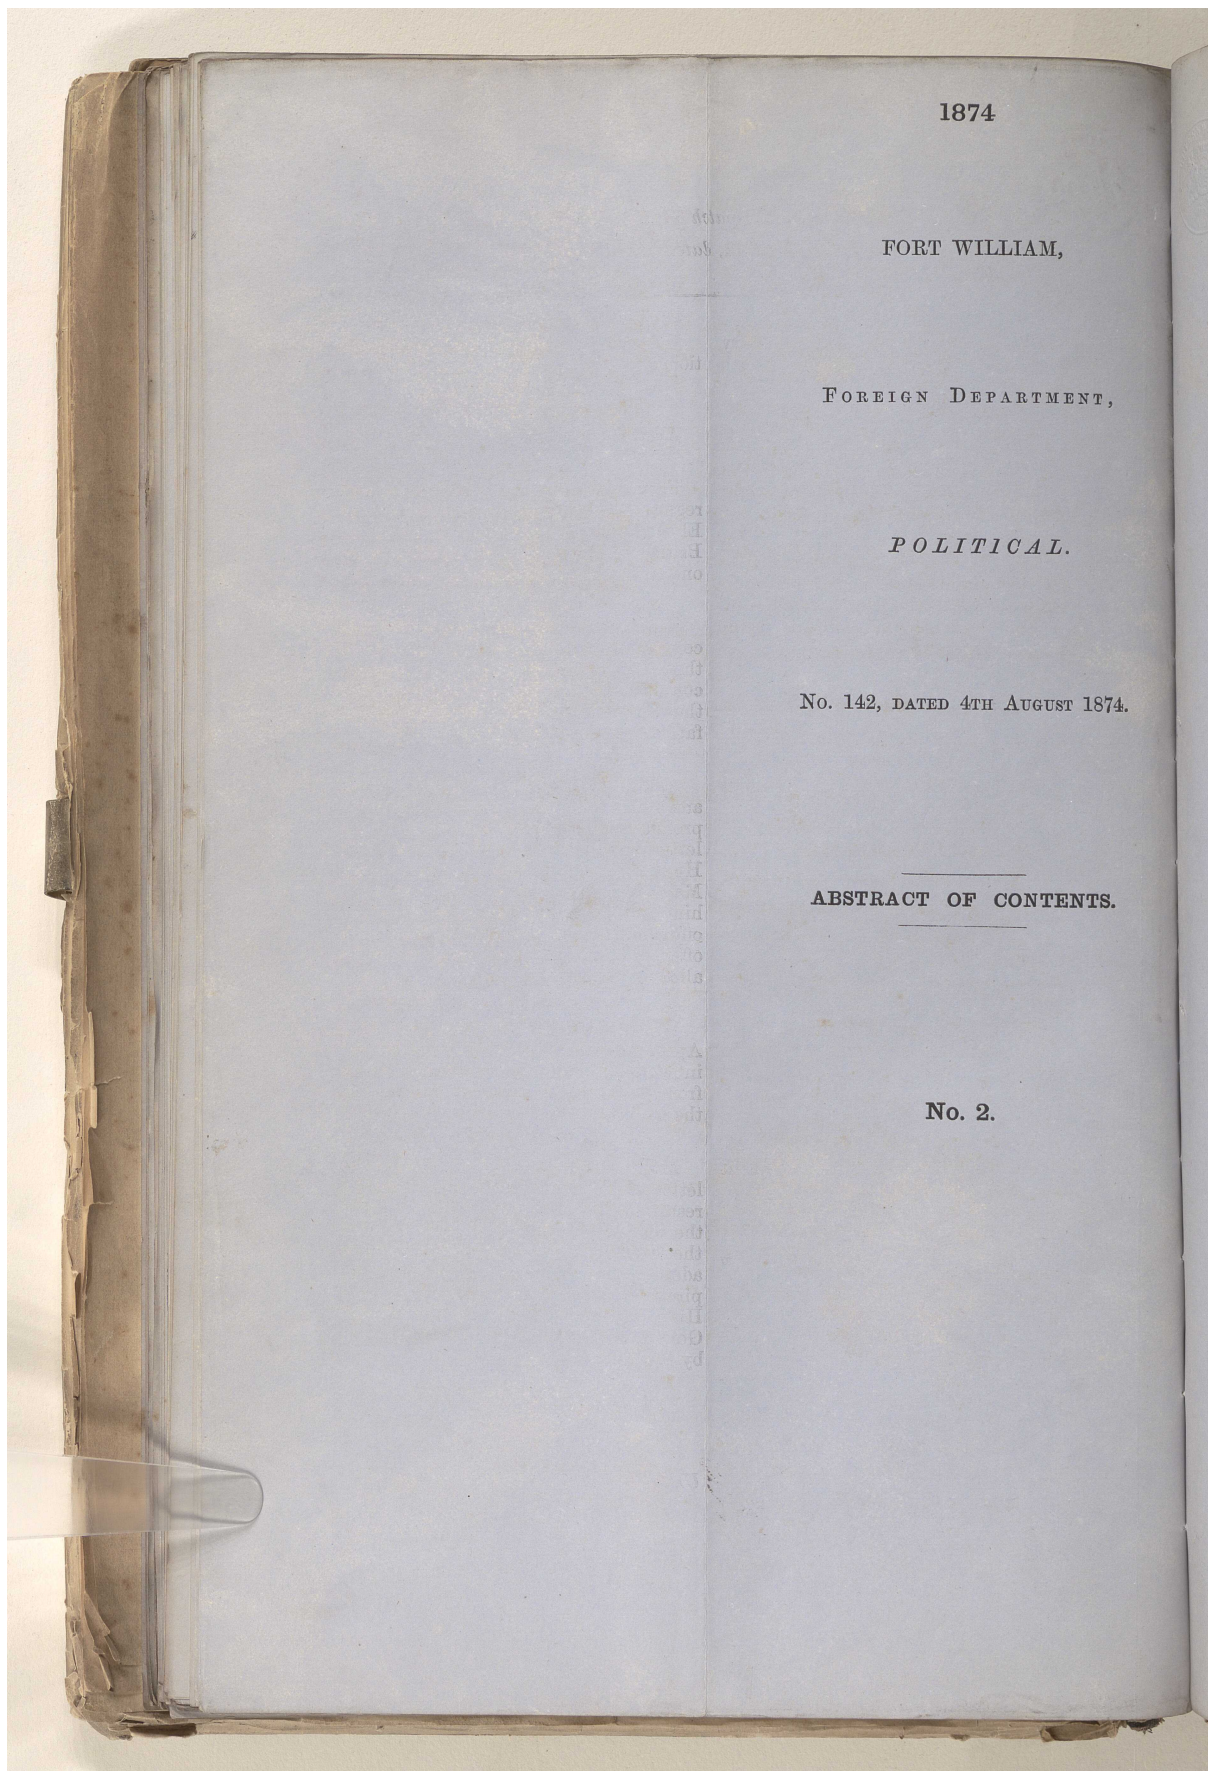 1874
FORT WILLIAM,
FOREIGN DEPARTMENT,
POLITICAL.
No. 142, DATED 4TH AUGUST 1874.
ABSTRACT OF CONTENTS.
No. 2.